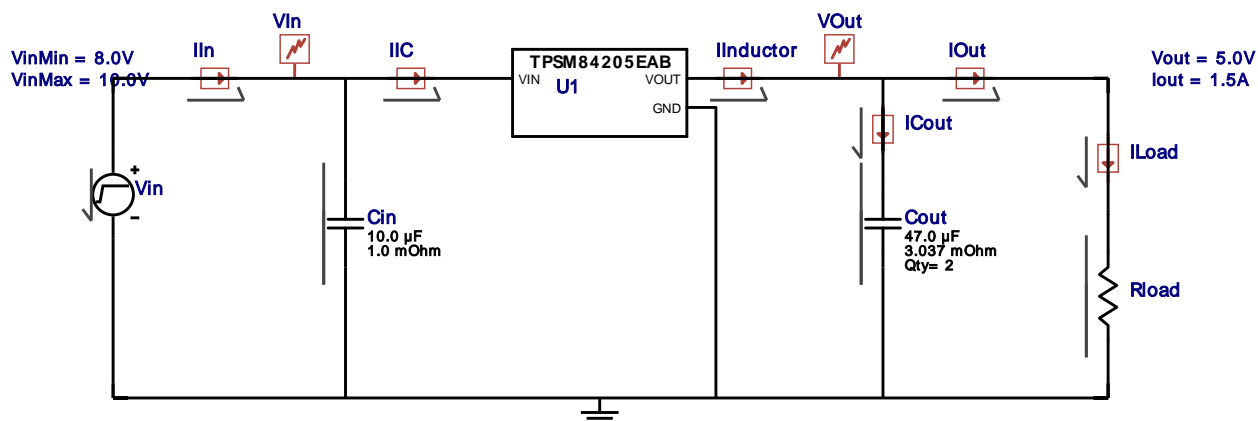 VIn
VOut
VinMin = 8.0V
VinMax = 10.0V
IIn
IIC
TPSM84205EAB
VIN
VOUT
U1
GND
IInductor
IOut
Vout = 5.0V
Iout = 1.5A
ICout
ILoad
+
Vin
-
Cin
10.0 µF
1.0 mOhm
Cout
47.0 µF
3.037 mOhm
Qty= 2
Rload